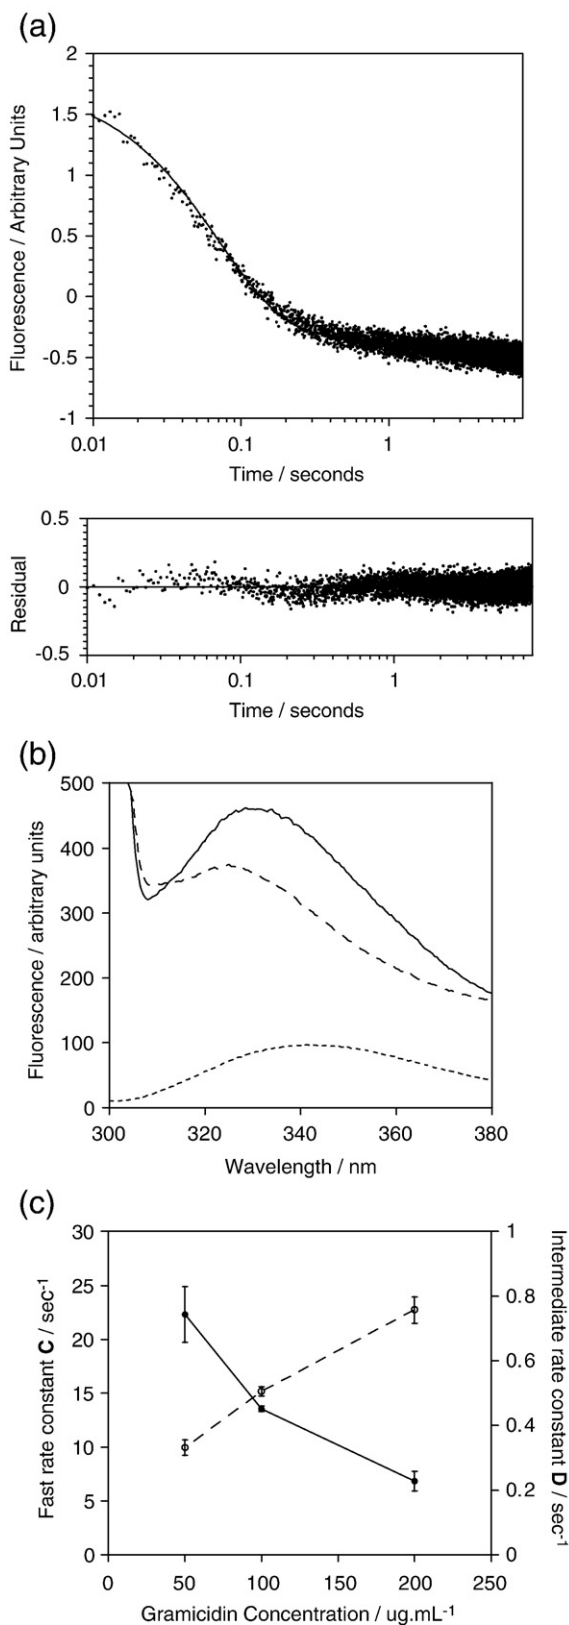 (a)
2
1.5
1
0.5
0
-0.5
-1
Fluorescence / Arbitrary Units
0.01 0.1 1
Time / seconds
0.5
0
-0.5
Residual
0.01 0.1 1
Time / seconds
(b)
500
400
300
200
100
0
Fluorescence / arbitrary units
300 320 340 360 380
Wavelength / nm
(c)
30
25
20
15
10
5
0
Fast rate constant C / sec-1
1
0.8
0.6
0.4
0.2
0
Intermediate rate constant D / sec-1
0 50 100 150 200 250
Gramicidin Concentration / ug.mL-1